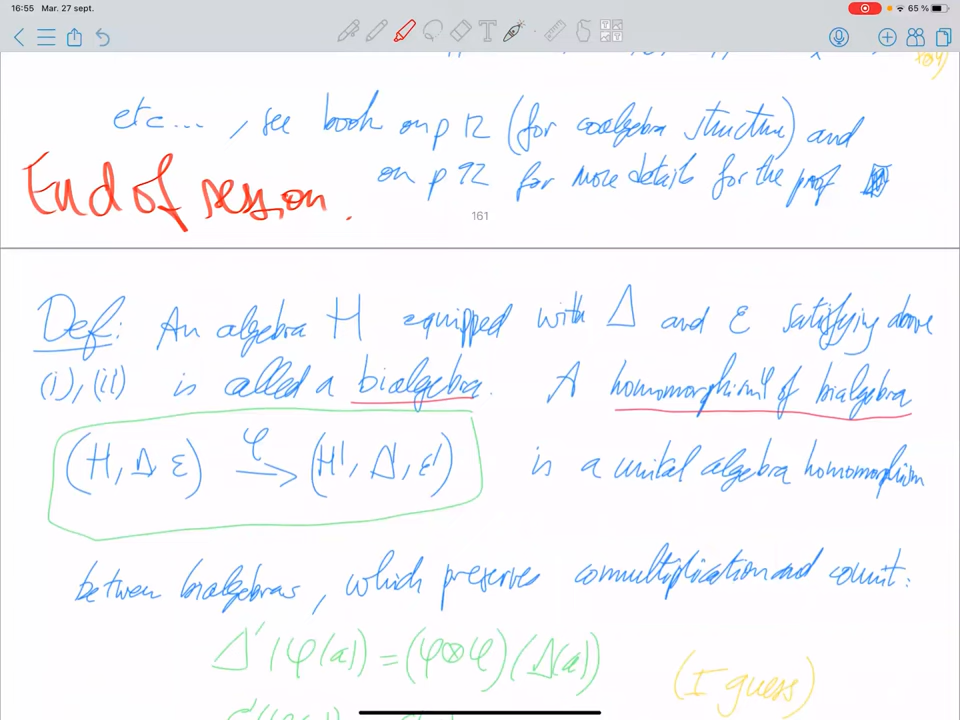 16:55 Mar. 27 sept. 65 %
etc... , see book on p 12 (for coalgebra structure) and
on p 92 for more details for the proof
End of session.
161
Def: An algebra H equipped with Δ and ε satisfying above
(i), (ii) is called a bialgebra. A homomorphism of bialgebra
(H, Δ, ε) φ→ (H', Δ', ε') is a unital algebra homomorphism
between bialgebras, which preserves comultiplication and counit:
Δ'(φ(a)) = (φ⊗φ)(Δ(a))
(I guess)